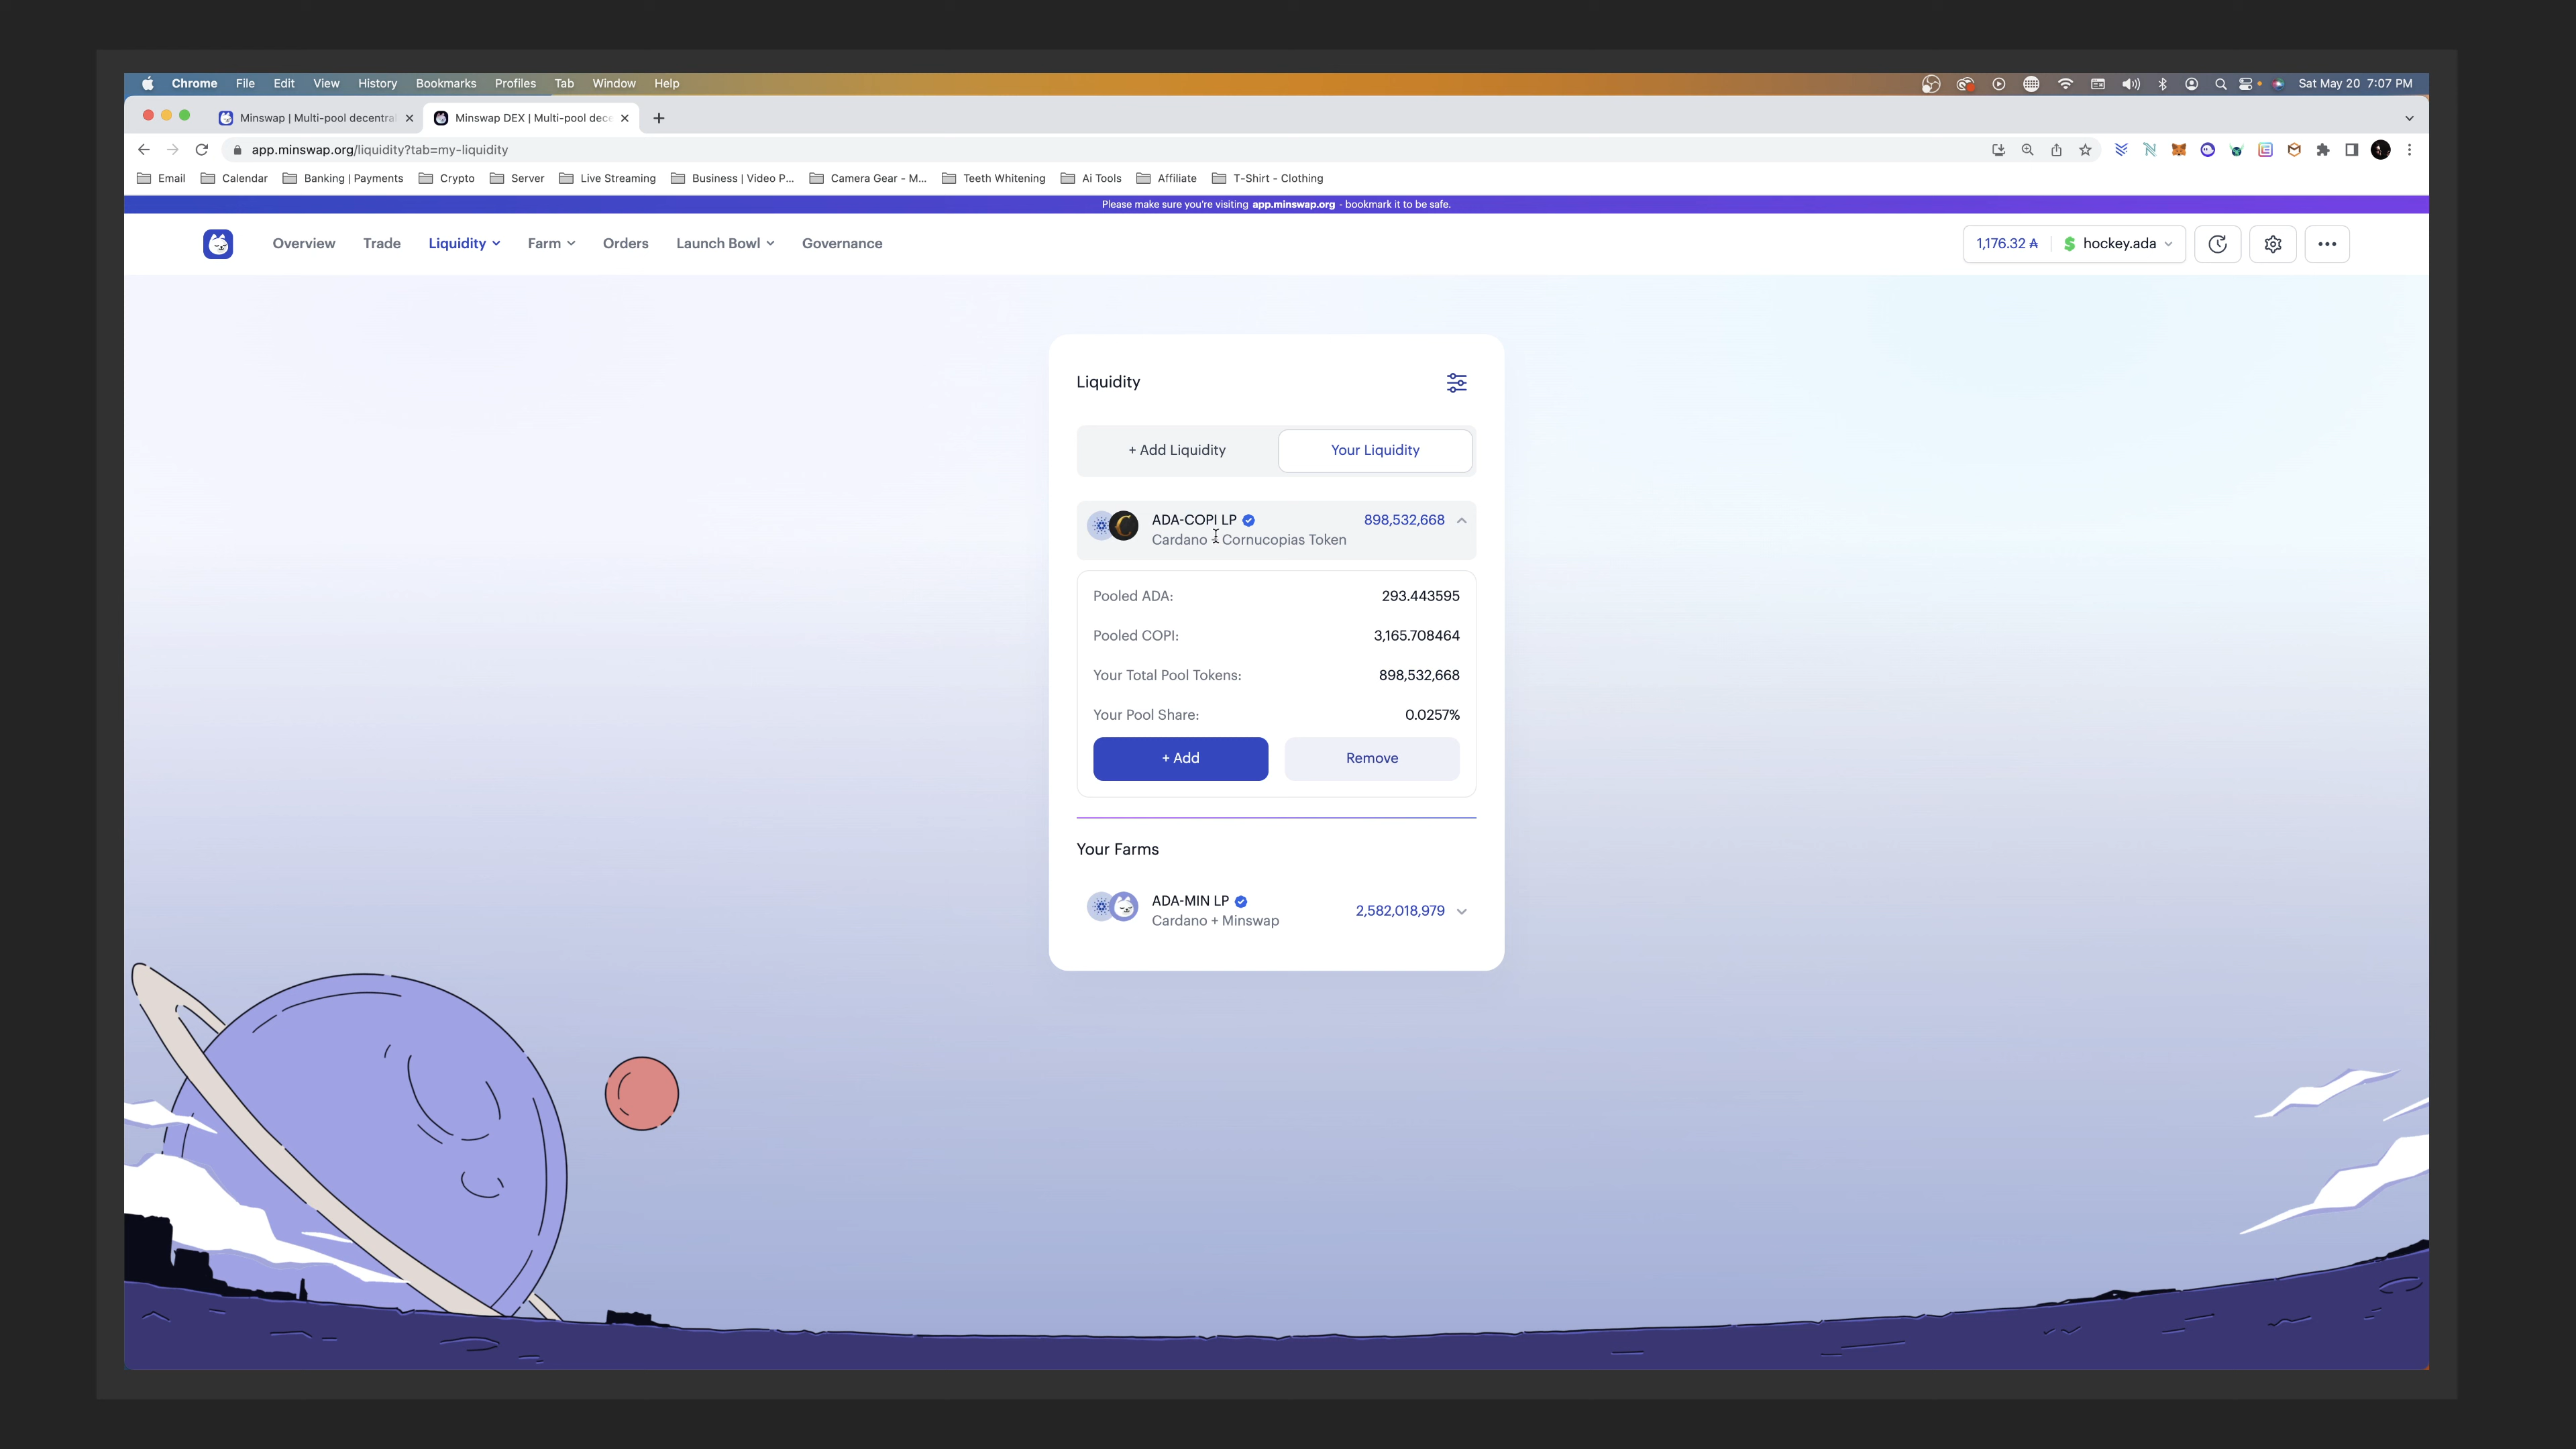 Chrome File Edit View History Bookmarks Profiles Tab Window Help Sat May 20 7:07 PM
Minswap | Multi-pool decentral Minswap DEX | Multi-pool dece
app.minswap.org/liquidity?tab=my-liquidity
Email Calendar Banking | Payments Crypto Server Live Streaming Business | Video P... Camera Gear - M... Teeth Whitening Ai Tools Affiliate T-Shirt - Clothing
Please make sure you're visiting app.minswap.org - bookmark it to be safe.
Overview Trade Liquidity Farm Orders Launch Bowl Governance 1,176.32 ₳ hockey.ada
Liquidity
+ Add Liquidity Your Liquidity
ADA-COPI LP 898,532,668
Cardano + Cornucopias Token
Pooled ADA: 293.443595
Pooled COPI: 3,165.708464
Your Total Pool Tokens: 898,532,668
Your Pool Share: 0.0257%
+ Add Remove
Your Farms
ADA-MIN LP 2,582,018,979
Cardano + Minswap